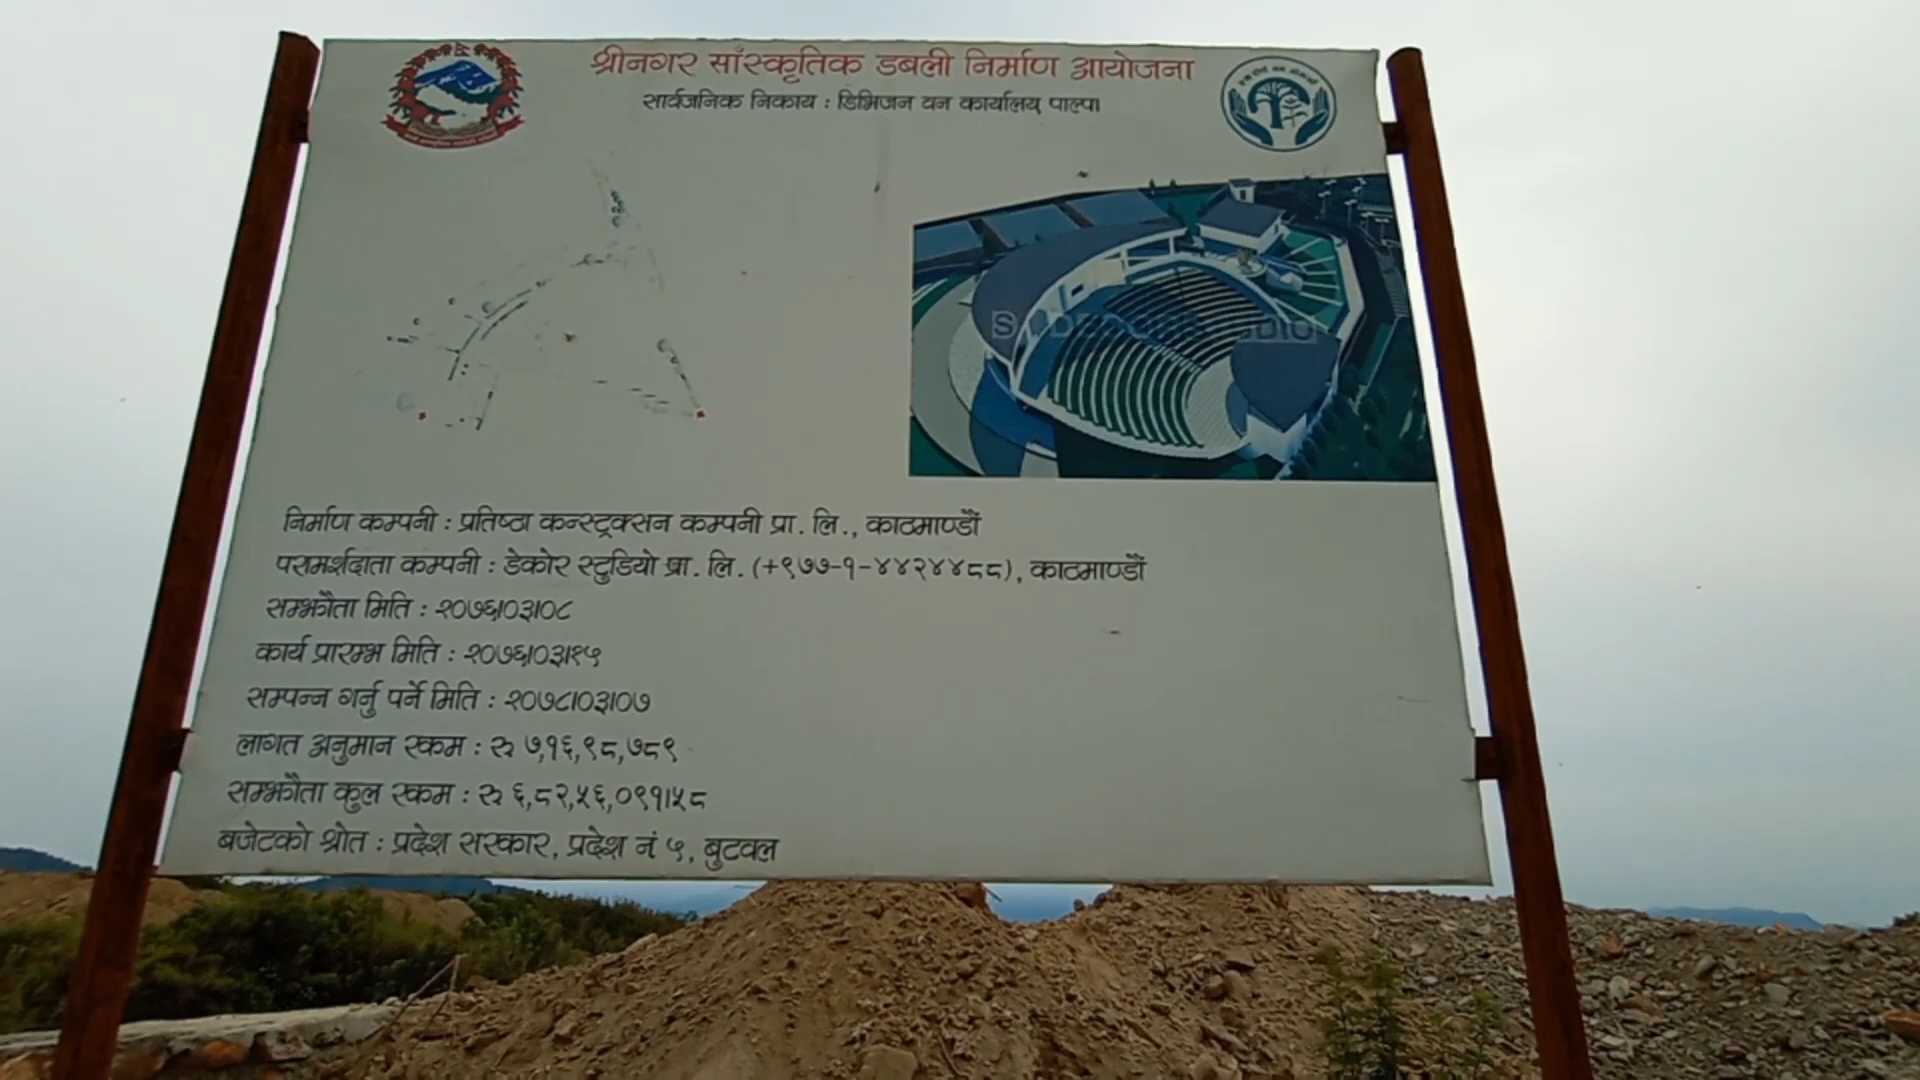 श्रीनगर साँस्कृतिक डबली निर्माण आयोजना
सार्वजनिक निकाय : डिभिजन वन कार्यालय पाल्पा
निर्माण कम्पनी : प्रतिष्ठा कन्स्ट्रक्सन कम्पनी प्रा. लि., काठमाण्डौं
परामर्शदाता कम्पनी : डेकोर स्टुडियो प्रा. लि. (+९७७-१-४४२४४८८), काठमाण्डौं
सम्झौता मिति : २०७६।०३।०८
कार्य प्रारम्भ मिति : २०७६।०३।१५
सम्पन्न गर्नु पर्ने मिति : २०७८।०३।०७
लागत अनुमान रकम : रु ७,१६,९८,७८९
सम्झौता कुल रकम : रु ६,८२,५६,०९१।५८
बजेटको श्रोत : प्रदेश सरकार, प्रदेश नं ५, बुटवल